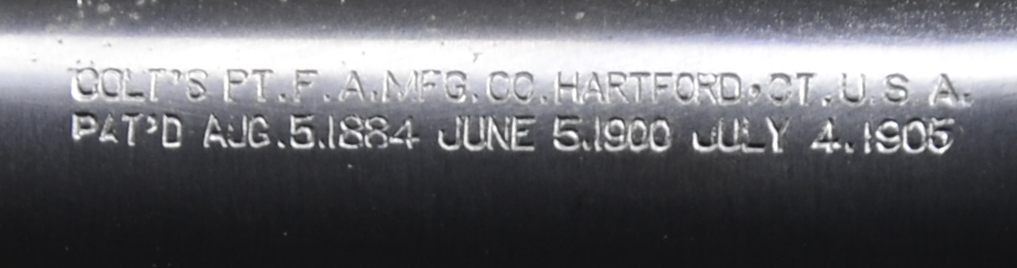 COLT'S PT. F. A. MFG. CO. HARTFORD, CT. U. S. A.
PAT'D AUG. 5. 1884 JUNE 5. 1900 JULY 4. 1905